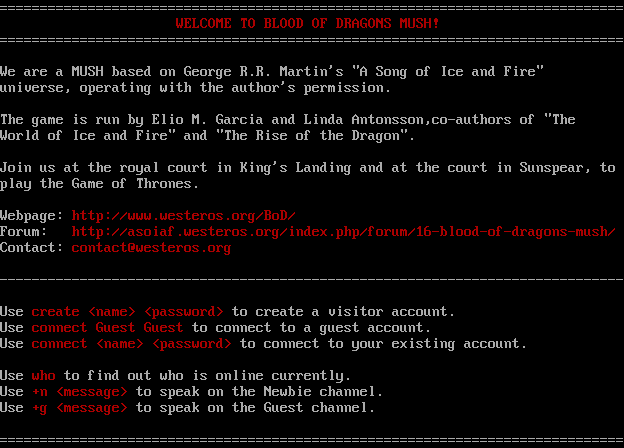 ==============================================================================
WELCOME TO BLOOD OF DRAGONS MUSH!
==============================================================================
We are a MUSH based on George R.R. Martin's "A Song of Ice and Fire"
universe, operating with the author's permission.
The game is run by Elio M. Garcia and Linda Antonsson,co-authors of "The
World of Ice and Fire" and "The Rise of the Dragon".
Join us at the royal court in King's Landing and at the court in Sunspear, to
play the Game of Thrones.
Webpage: http://www.westeros.org/BoD/
Forum:   http://asoiaf.westeros.org/index.php/forum/16-blood-of-dragons-mush/
Contact: contact@westeros.org
------------------------------------------------------------------------------
Use create <name> <password> to create a visitor account.
Use connect Guest Guest to connect to a guest account.
Use connect <name> <password> to connect to your existing account.
Use who to find out who is online currently.
Use +n <message> to speak on the Newbie channel.
Use +g <message> to speak on the Guest channel.
==============================================================================